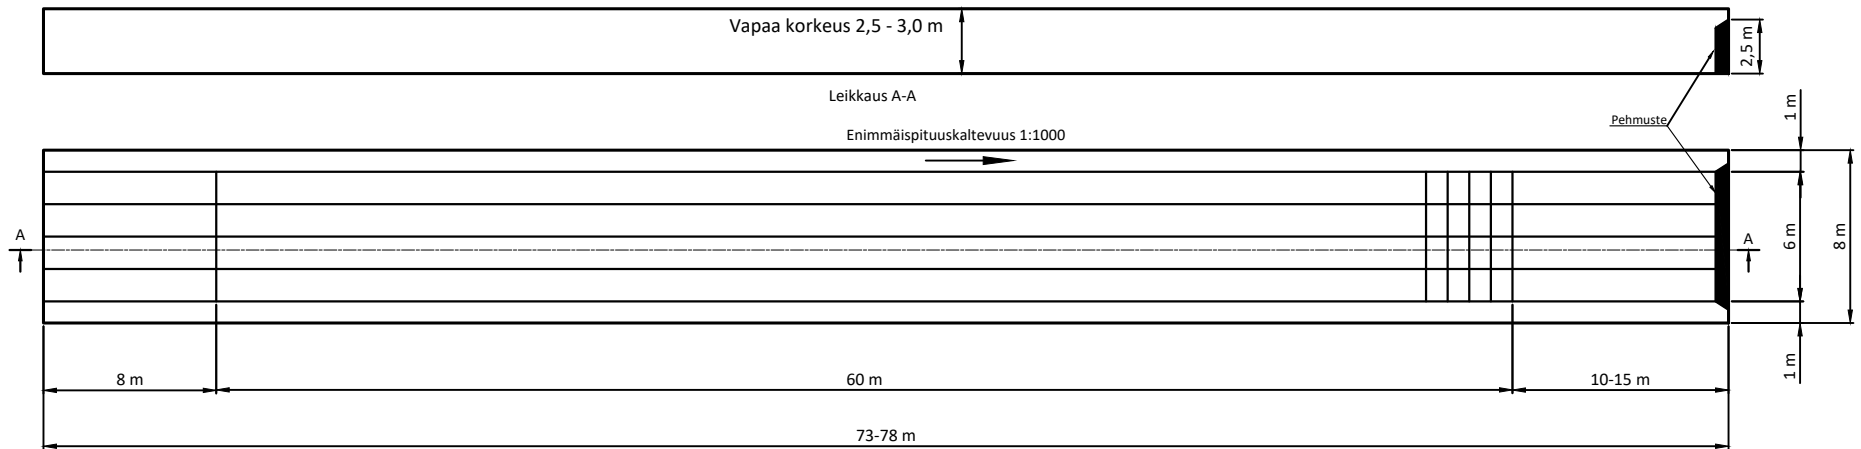 Vapaa korkeus 2,5 - 3,0 m
2,5 m
Leikkaus A-A
Pehmuste
1 m
Enimmäispituuskaltevuus 1:1000
A
A
6 m
8 m
1 m
8 m
60 m
10-15 m
73-78 m